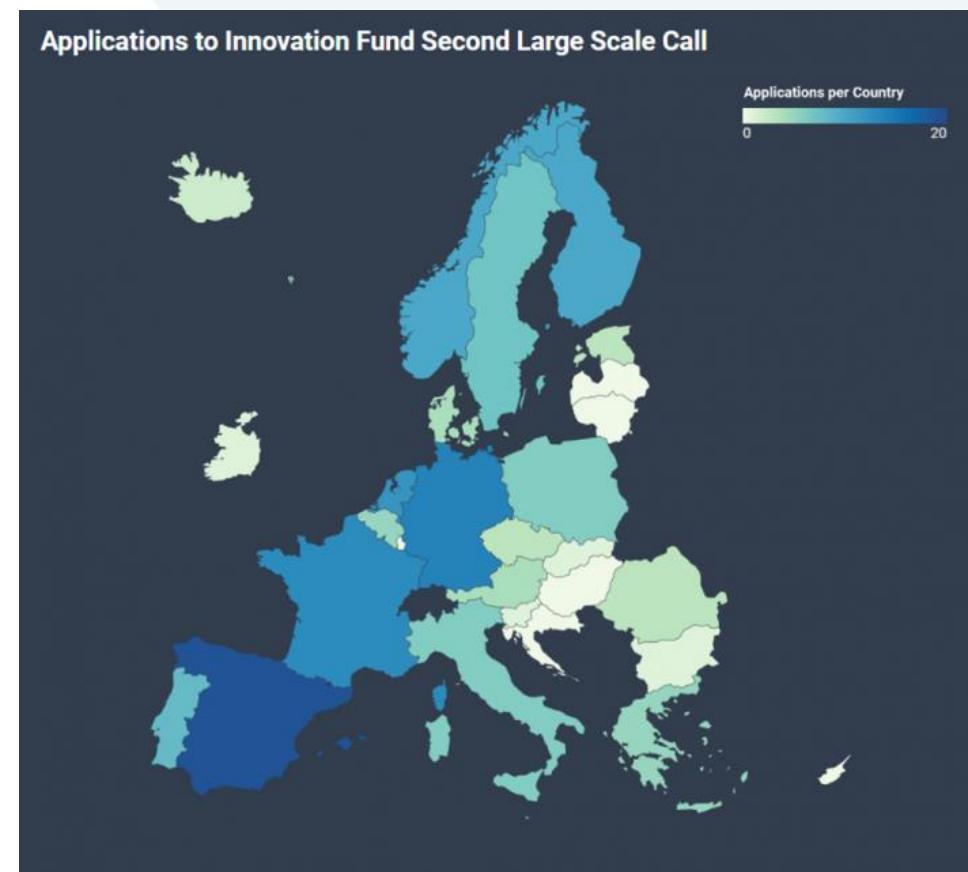 Applications to Innovation Fund Second Large Scale Call
Applications per Country
0 20